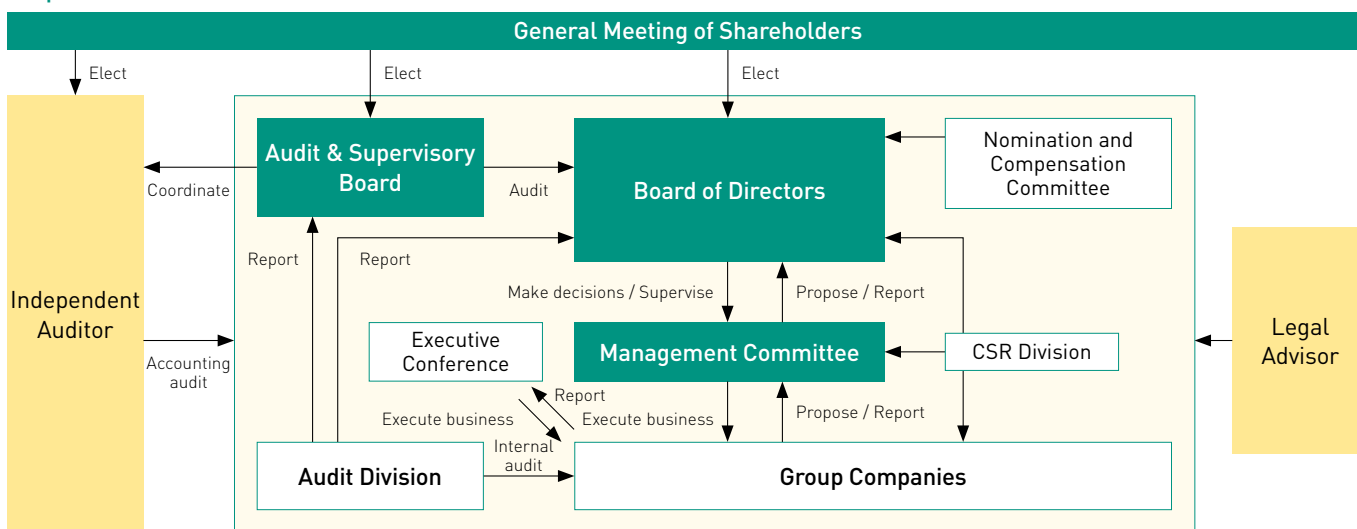 General Meeting of Shareholders
Elect
Elect
Elect
Audit & Supervisory
Board
Board of Directors
Nomination and
Compensation
Committee
Coordinate
Audit
Report
Report
Independent
Auditor
Make decisions / Supervise
Propose / Report
Legal
Advisor
Executive
Conference
Management Committee
CSR Division
Accounting
audit
Report
Execute business
Execute business
Propose / Report
Internal
audit
Audit Division
Group Companies